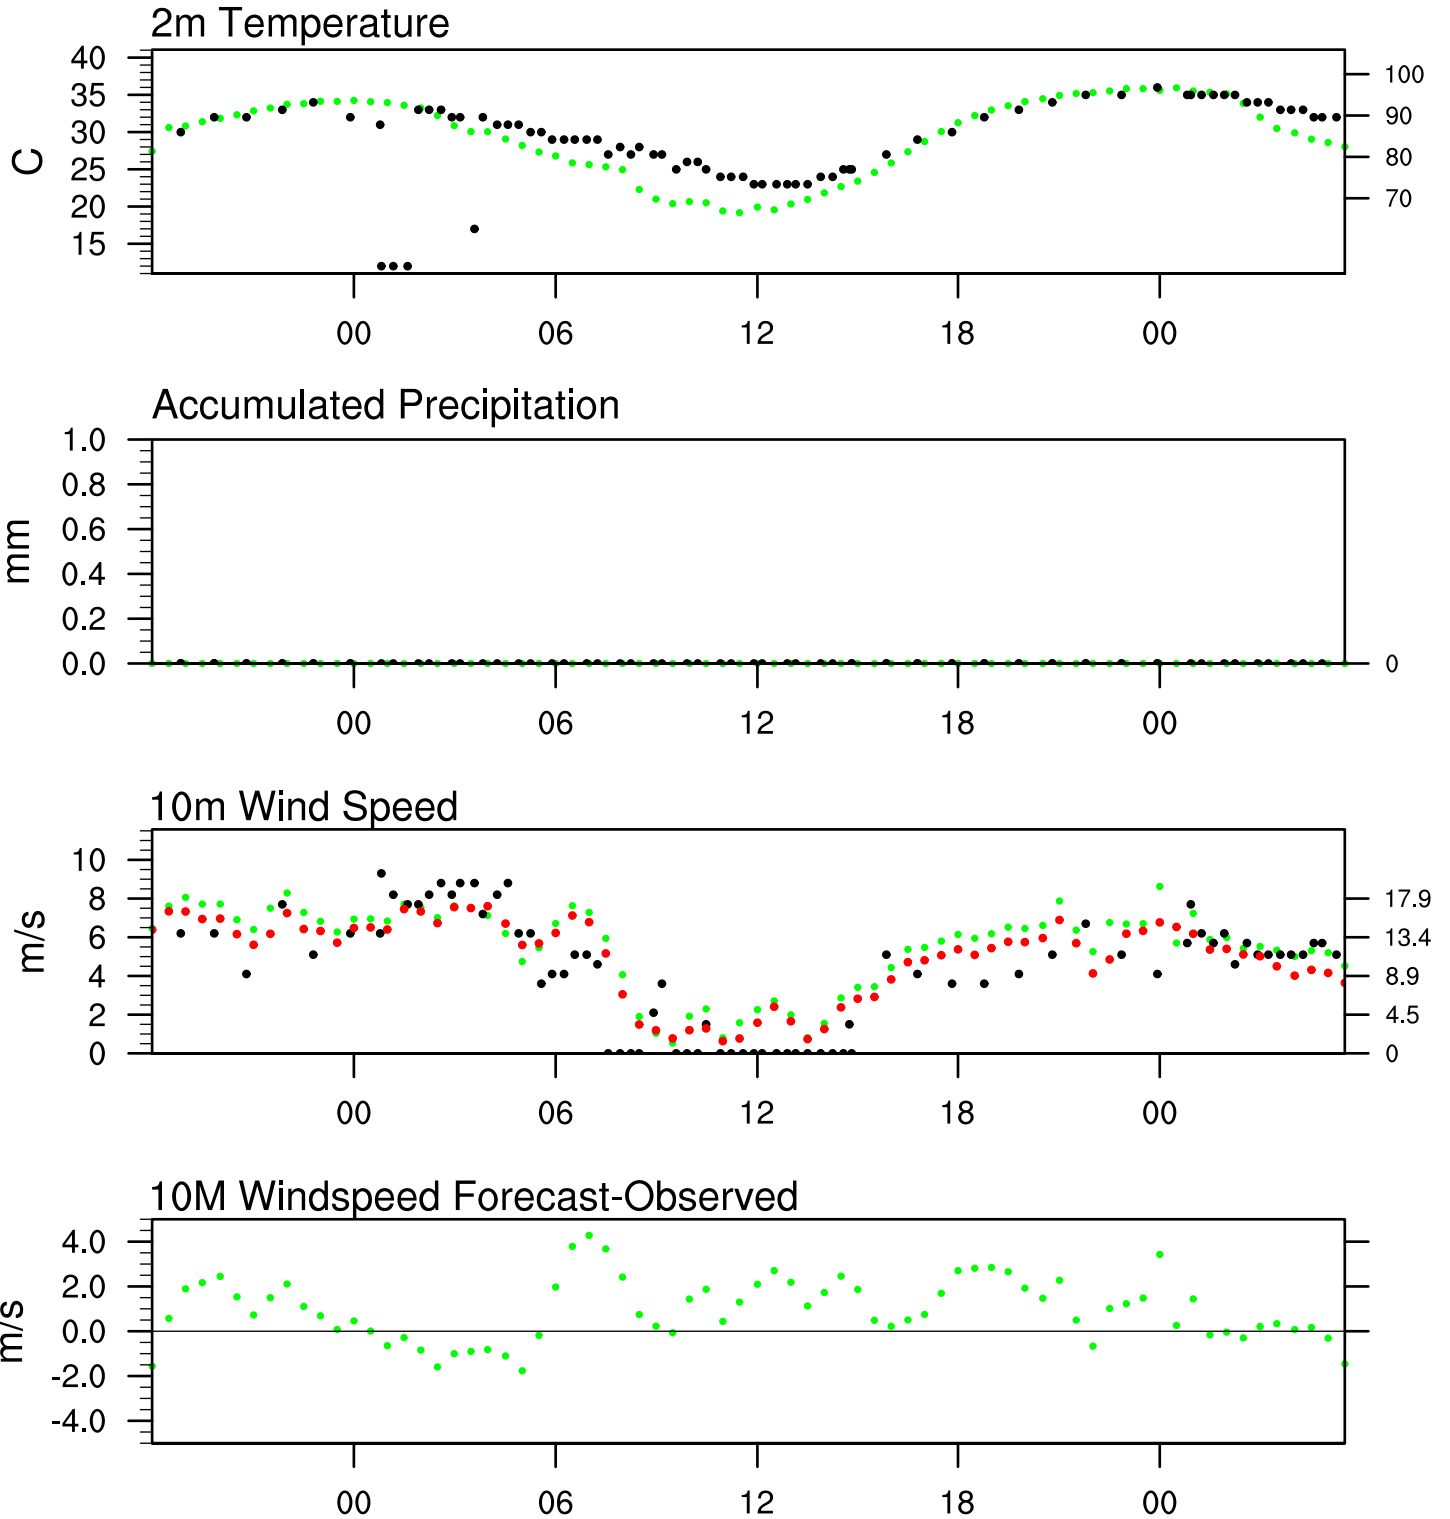 2m Temperature
40
35
30
25
20
15
C
100
90
80
70
00 06 12 18 00
Accumulated Precipitation
1.0
0.8
0.6
0.4
0.2
0.0
mm
0
00 06 12 18 00
10m Wind Speed
10
8
6
4
2
0
m/s
17.9
13.4
8.9
4.5
0
00 06 12 18 00
10M Windspeed Forecast-Observed
4.0
2.0
0.0
-2.0
-4.0
m/s
00 06 12 18 00